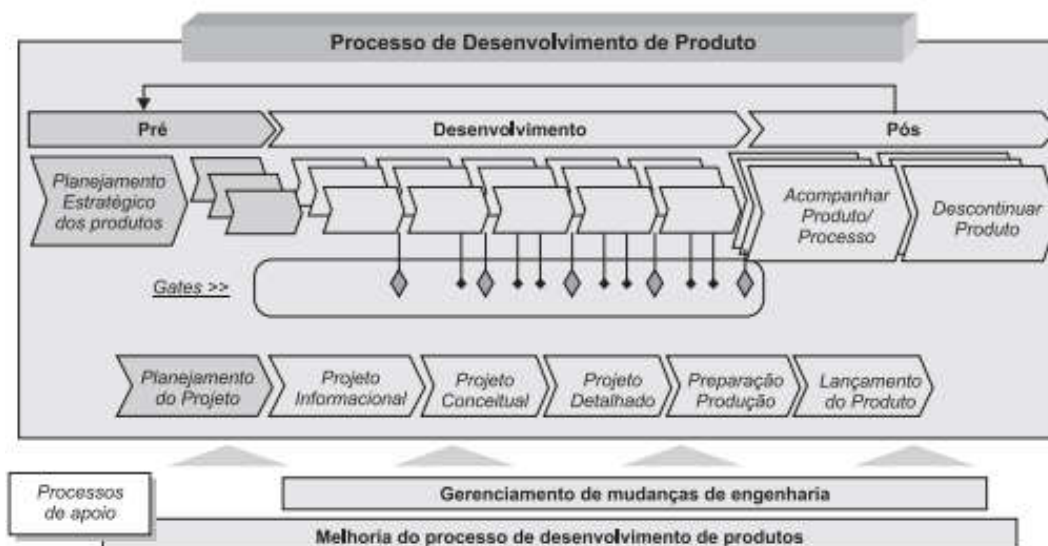 Processo de Desenvolvimento de Produto
Pré
Desenvolvimento
Pós
Planejamento
Estratégico
dos produtos
Acompanhar
Produto/
Processo
Descontinuar
Produto
Gates >>
Planejamento
do Projeto
Projeto
Informacional
Projeto
Conceitual
Projeto
Detalhado
Preparação
Produção
Lançamento
do Produto
Processos
de apoio
Gerenciamento de mudanças de engenharia
Melhoria do processo de desenvolvimento de produtos